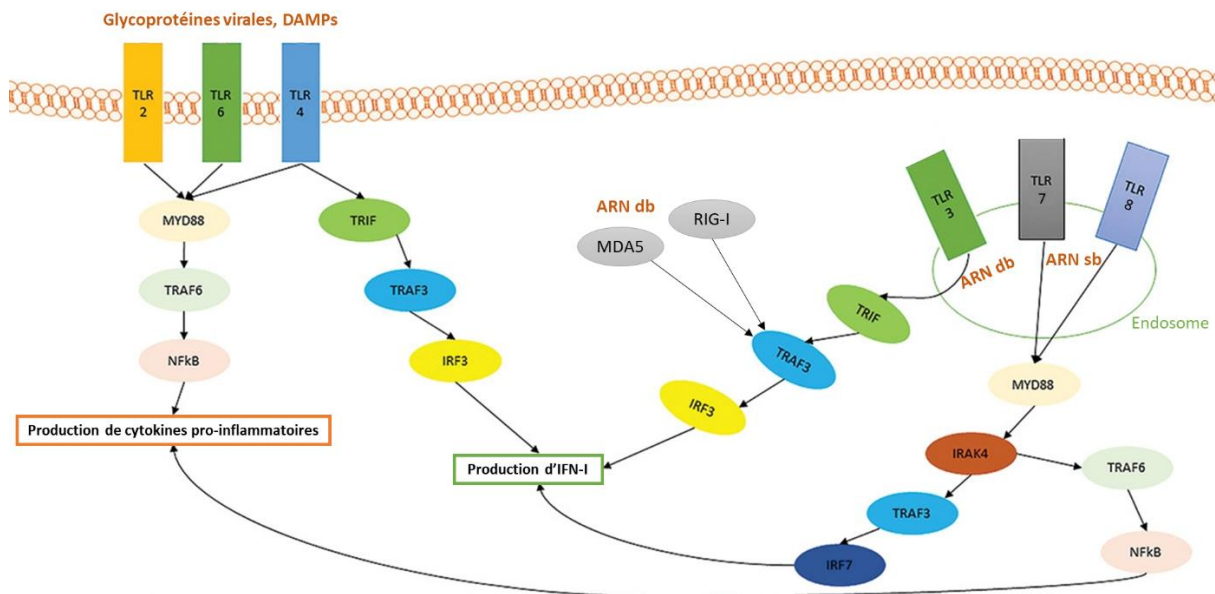 Glycoprotéines virales, DAMPs
TLR
2
TLR
6
TLR
4
MYD88
TRIF
TRAF6
TRAF3
NFkB
IRF3
Production de cytokines pro-inflammatoires
Production d'IFN-I
ARN db
RIG-I
MDA5
TLR
3
TLR
7
TLR
8
ARN db
ARN sb
Endosome
TRIF
TRAF3
IRF3
MYD88
IRAK4
TRAF6
TRAF3
NFkB
IRF7